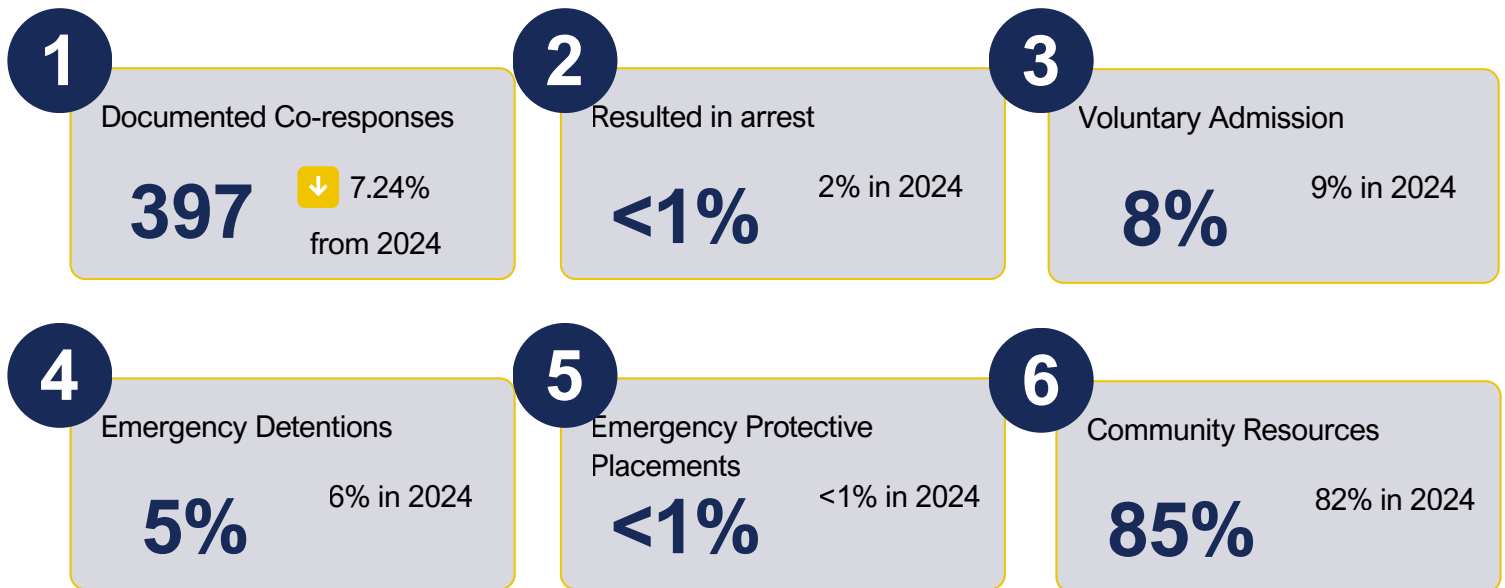 1
Documented Co-responses
397
7.24%
from 2024
2
Resulted in arrest
<1%
2% in 2024
3
Voluntary Admission
8%
9% in 2024
4
Emergency Detentions
5%
6% in 2024
5
Emergency Protective
Placements
<1%
<1% in 2024
6
Community Resources
85%
82% in 2024